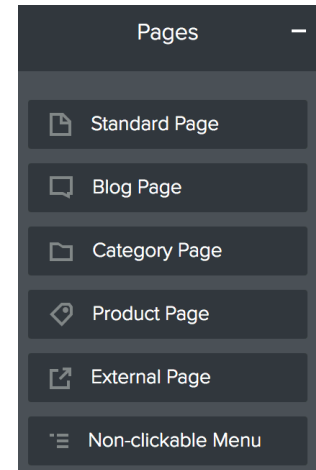 Pages
Standard Page
Blog Page
Category Page
Product Page
External Page
Non-clickable Menu